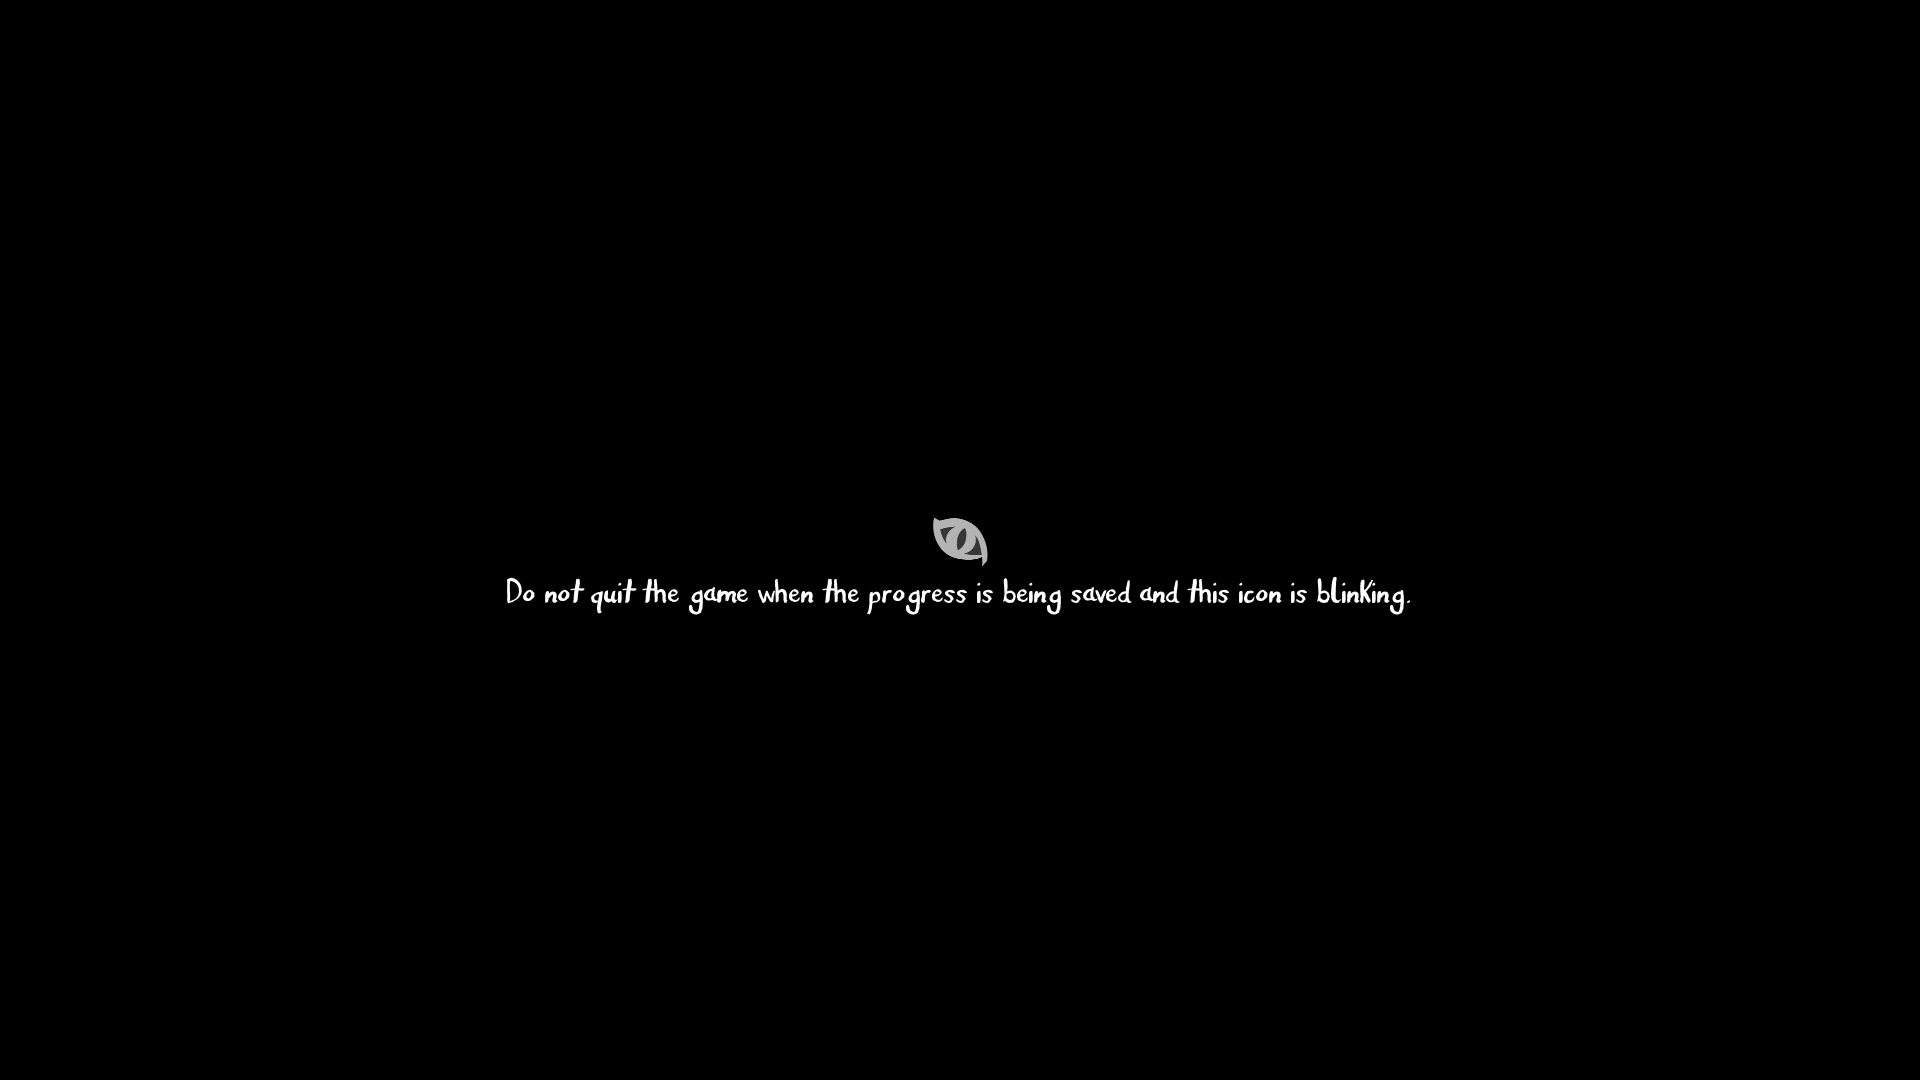 Do not quit the game when the progress is being saved and this icon is blinking.